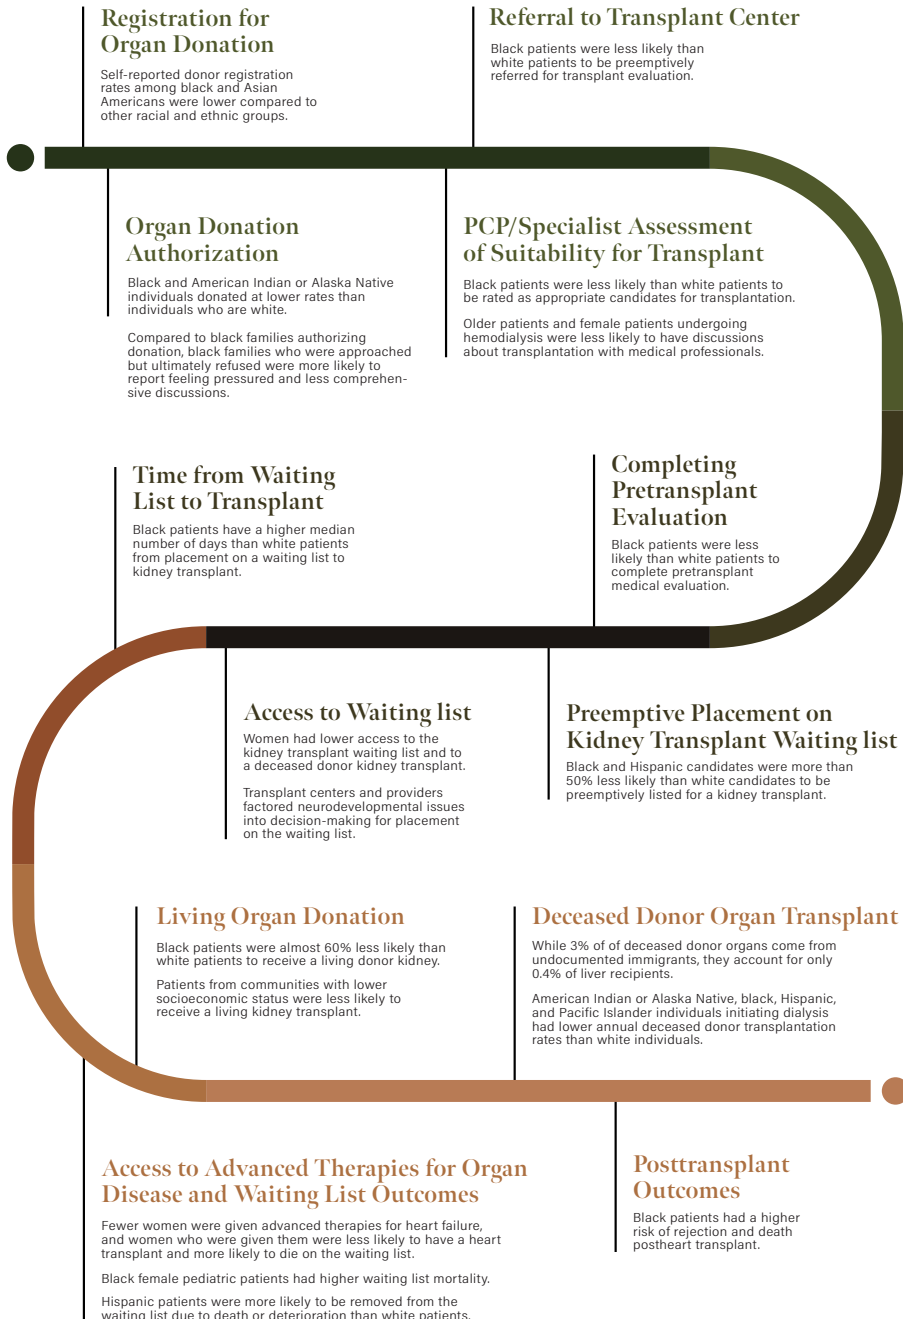 Registration for
Organ Donation
Self-reported donor registration
rates among black and Asian
Americans were lower compared to
other racial and ethnic groups.
Referral to Transplant Center
Black patients were less likely than
white patients to be preemptively
referred for transplant evaluation.
Organ Donation
Authorization
Black and American Indian or Alaska Native
individuals donated at lower rates than
individuals who are white.
Compared to black families authorizing
donation, black families who were approached
but ultimately refused were more likely to
report feeling pressured and less comprehen-
sive discussions.
PCP/Specialist Assessment
of Suitability for Transplant
Black patients were less likely than white patients to
be rated as appropriate candidates for transplantation.
Older patients and female patients undergoing
hemodialysis were less likely to have discussions
about transplantation with medical professionals.
Time from Waiting
List to Transplant
Black patients have a higher median
number of days than white patients
from placement on a waiting list to
kidney transplant.
Completing
Pretransplant
Evaluation
Black patients were less
likely than white patients to
complete pretransplant
medical evaluation.
Access to Waiting list
Women had lower access to the
kidney transplant waiting list and to
a deceased donor kidney transplant.
Transplant centers and providers
factored neurodevelopmental issues
into decision-making for placement
on the waiting list.
Preemptive Placement on
Kidney Transplant Waiting list
Black and Hispanic candidates were more than
50% less likely than white candidates to be
preemptively listed for a kidney transplant.
Living Organ Donation
Black patients were almost 60% less likely than
white patients to receive a living donor kidney.
Patients from communities with lower
socioeconomic status were less likely to
receive a living kidney transplant.
Deceased Donor Organ Transplant
While 3% of of deceased donor organs come from
undocumented immigrants, they account for only
0.4% of liver recipients.
American Indian or Alaska Native, black, Hispanic,
and Pacific Islander individuals initiating dialysis
had lower annual deceased donor transplantation
rates than white individuals.
Access to Advanced Therapies for Organ
Disease and Waiting List Outcomes
Fewer women were given advanced therapies for heart failure,
and women who were given them were less likely to have a heart
transplant and more likely to die on the waiting list.
Black female pediatric patients had higher waiting list mortality.
Hispanic patients were more likely to be removed from the
waiting list due to death or deterioration than white patients.
Posttransplant
Outcomes
Black patients had a higher
risk of rejection and death
postheart transplant.